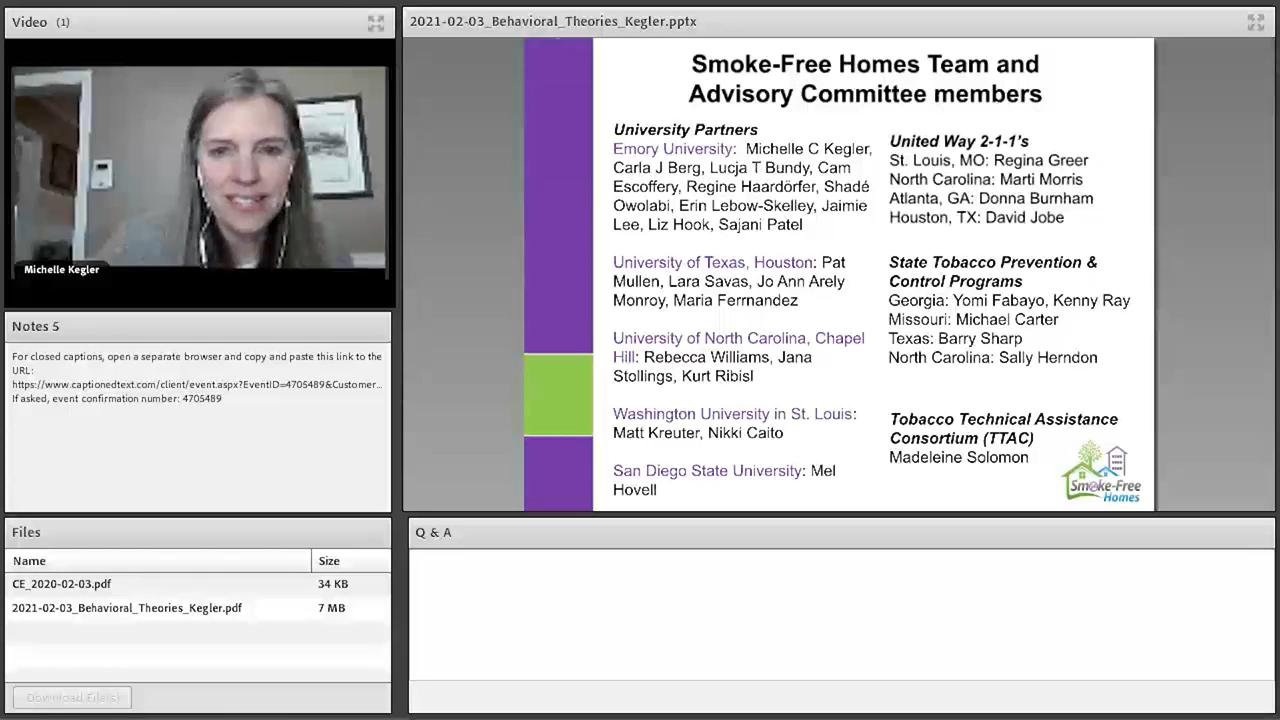 Video (1)
Michelle Kegler
Notes 5
For closed captions, open a separate browser and copy and paste this link to the
URL:
https://www.captionedtext.com/client/event.aspx?EventID=4705489&Customer...
If asked, event confirmation number: 4705489
Files
Name Size
CE_2020-02-03.pdf 34 KB
2021-02-03_Behavioral_Theories_Kegler.pdf 7 MB
Download File(s)
2021-02-03_Behavioral_Theories_Kegler.pptx
Smoke-Free Homes Team and
Advisory Committee members
University Partners
Emory University: Michelle C Kegler,
Carla J Berg, Lucja T Bundy, Cam
Escoffery, Regine Haardörfer, Shadé
Owolabi, Erin Lebow-Skelley, Jaimie
Lee, Liz Hook, Sajani Patel
University of Texas, Houston: Pat
Mullen, Lara Savas, Jo Ann Arely
Monroy, Maria Ferrnandez
University of North Carolina, Chapel
Hill: Rebecca Williams, Jana
Stollings, Kurt Ribisl
Washington University in St. Louis:
Matt Kreuter, Nikki Caito
San Diego State University: Mel
Hovell
United Way 2-1-1's
St. Louis, MO: Regina Greer
North Carolina: Marti Morris
Atlanta, GA: Donna Burnham
Houston, TX: David Jobe
State Tobacco Prevention &
Control Programs
Georgia: Yomi Fabayo, Kenny Ray
Missouri: Michael Carter
Texas: Barry Sharp
North Carolina: Sally Herndon
Tobacco Technical Assistance
Consortium (TTAC)
Madeleine Solomon
Smoke-Free
Homes
Q & A